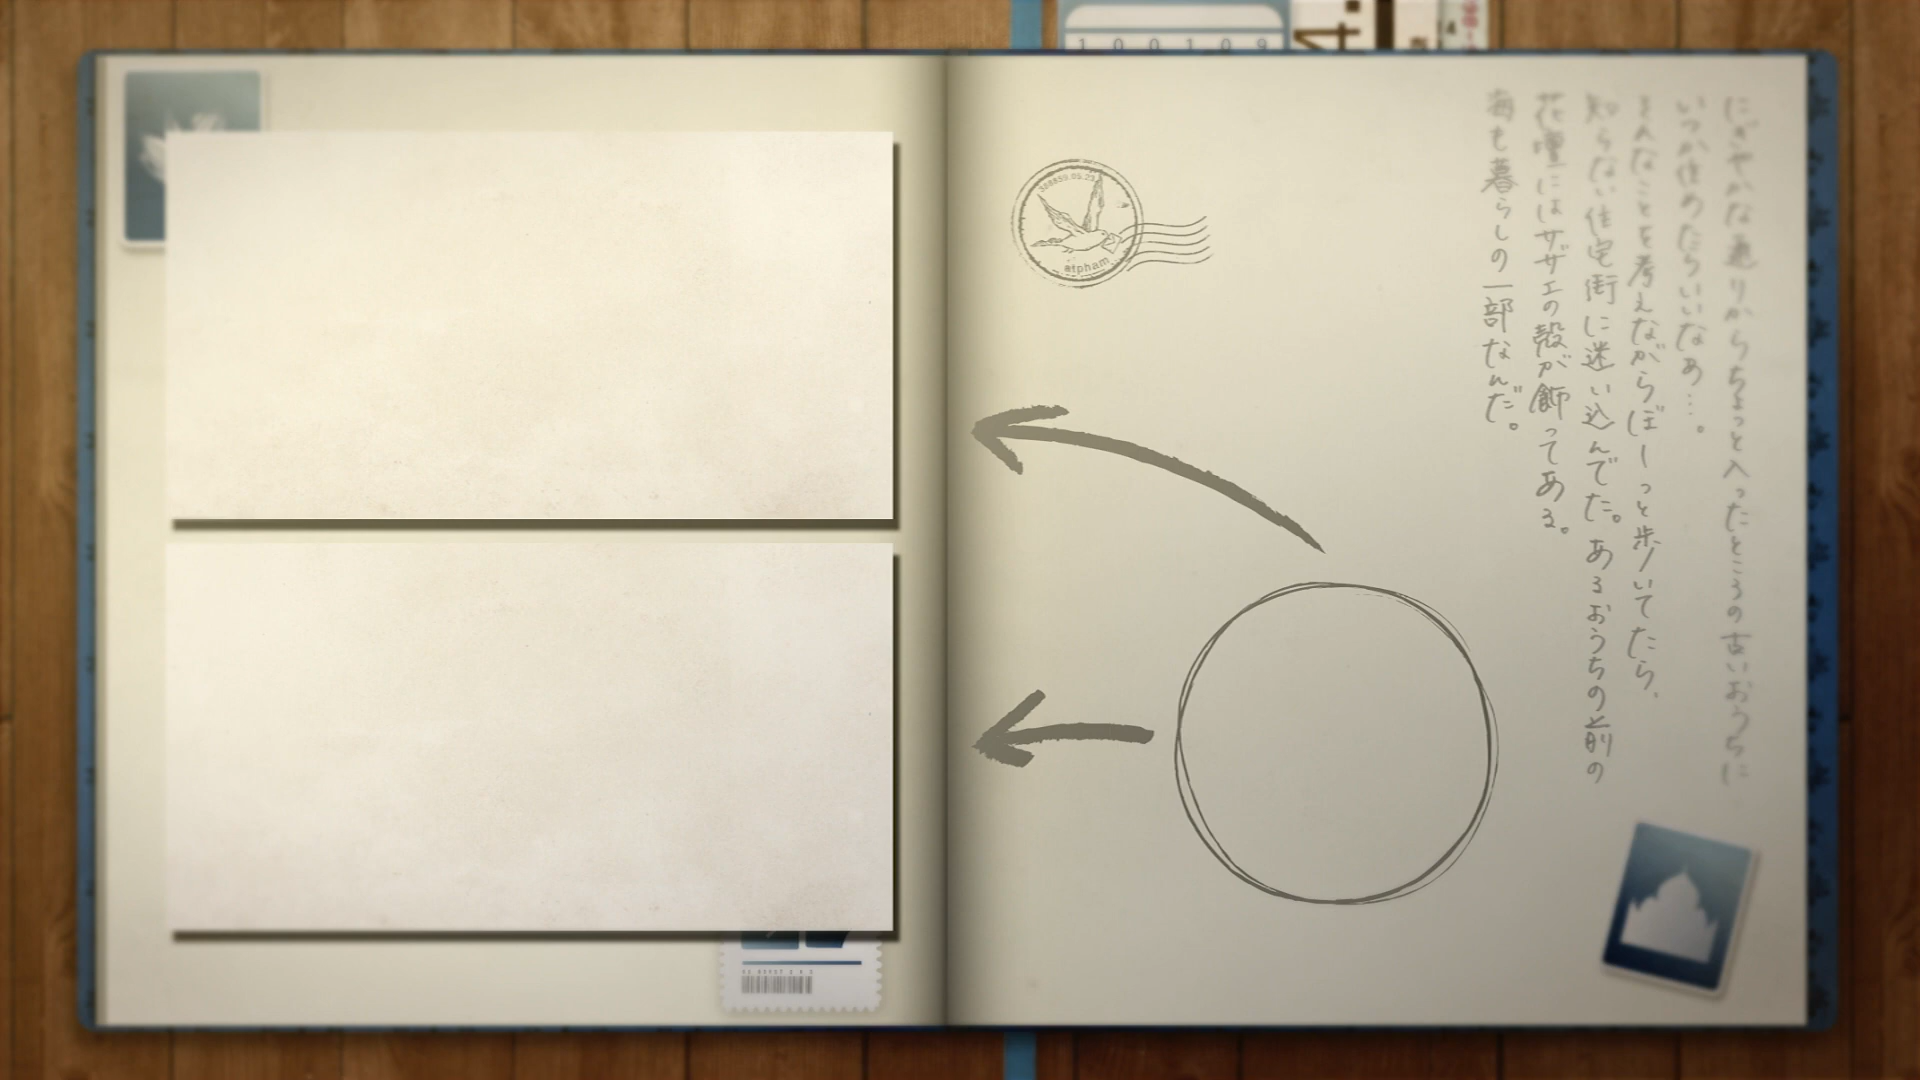 にぎやかな通りからちょっと入ったところの古いおうちに
いつか住めたらいいなあ…。
そんなことを考えながらぼーっと歩いてたら、
知らない住宅街に迷い込んでた。あるおうちの前の
花壇にはサザエの殻が飾ってある。
海も暮らしの一部なんだ。
100109
4
atpham